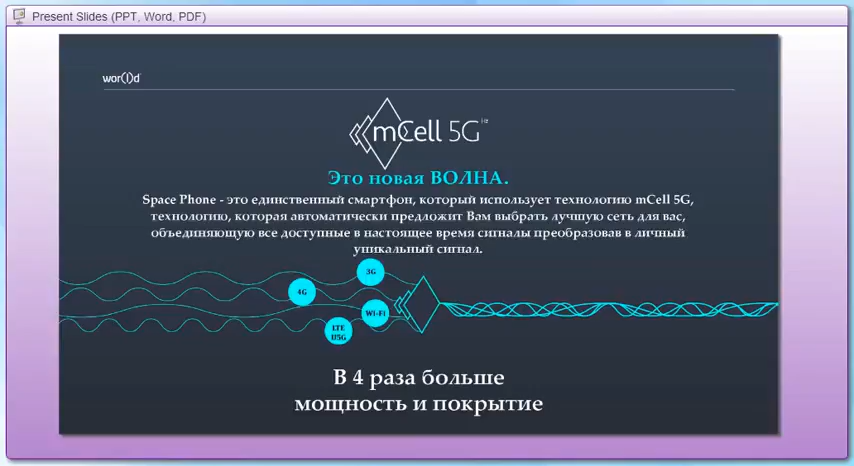 Present Slides (PPT, Word, PDF)
wor(l)d
mCell 5G Hz
Это новая ВОЛНА.
Space Phone - это единственный смартфон, который использует технологию mCell 5G,
технологию, которая автоматически предложит Вам выбрать лучшую сеть для вас,
объединяющую все доступные в настоящее время сигналы преобразовав в личный
уникальный сигнал.
3G
4G
Wi-Fi
LTE
U5G
В 4 раза больше
мощность и покрытие